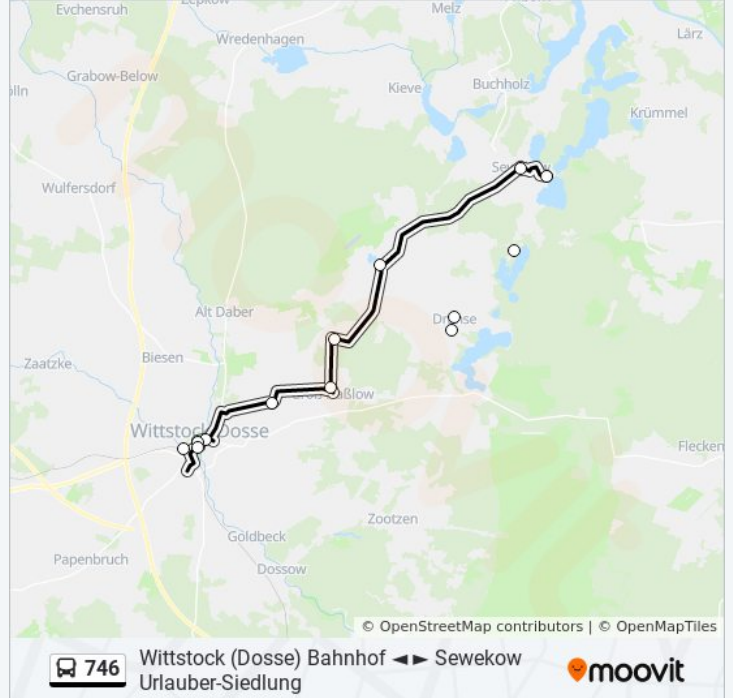 Evchensruh
Zepkow
Melz
Lärz
Wredenhagen
Grabow-Below
Kieve
Buchholz
Krümmel
Wulfersdorf
Alt Daber
Zaatzke
Biesen
Wittstock/Dosse
Flecken
Zootzen
Goldbeck
Papenbruch
Dossow
© OpenStreetMap contributors | © OpenMapTiles
746
Wittstock (Dosse) Bahnhof ◄► Sewekow
Urlauber-Siedlung
moovit